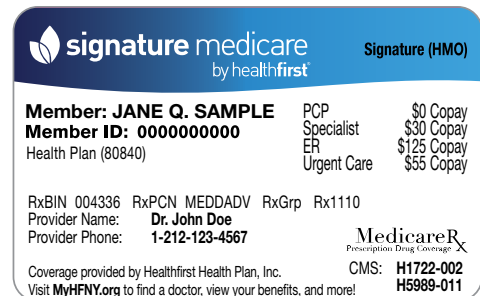 signature medicare
by healthfirst
Signature (HMO)
Member: JANE Q. SAMPLE
Member ID: 0000000000
Health Plan (80840)
PCP $0 Copay
Specialist $30 Copay
ER $125 Copay
Urgent Care $55 Copay
RxBIN 004336 RxPCN MEDDADV RxGrp Rx1110
Provider Name: Dr. John Doe
Provider Phone: 1-212-123-4567
MedicareRx
Prescription Drug Coverage
Coverage provided by Healthfirst Health Plan, Inc.
Visit MyHFNY.org to find a doctor, view your benefits, and more!
CMS: H1722-002
H5989-011